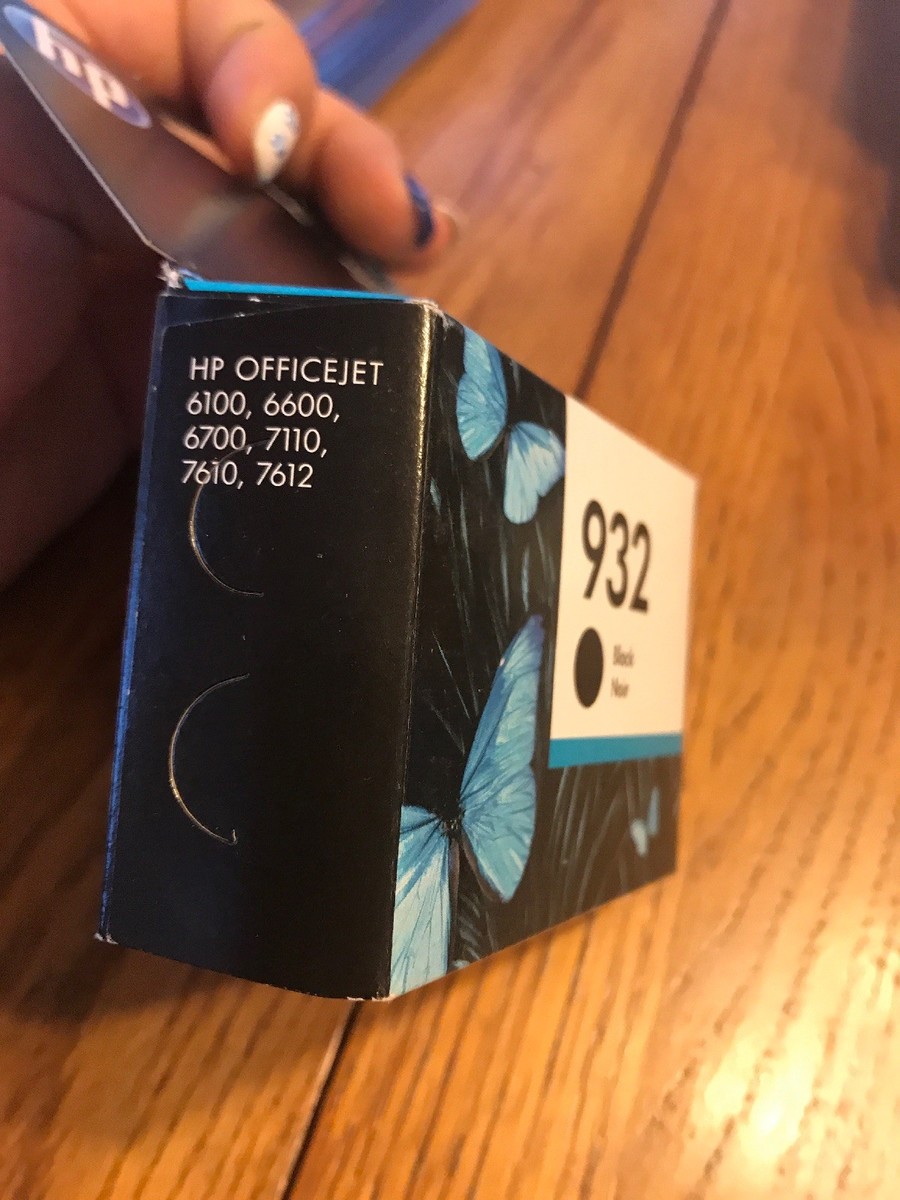 hp
HP OFFICEJET
6100, 6600,
6700, 7110,
7610, 7612
932
Black
Noir